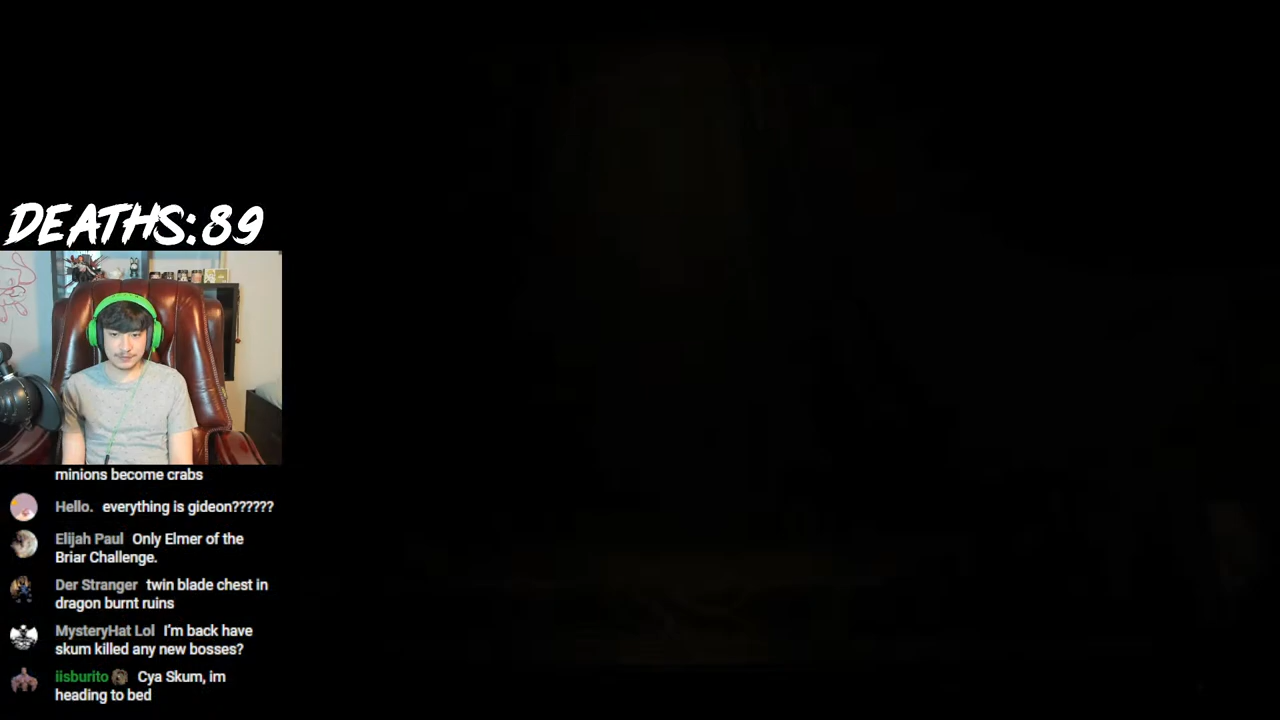 DEATHS:89
minions become crabs
Hello. everything is gideon??????
Elijah Paul Only Elmer of the
Briar Challenge.
Der Stranger twin blade chest in
dragon burnt ruins
MysteryHat Lol I'm back have
skum killed any new bosses?
iisburito Cya Skum, im
heading to bed